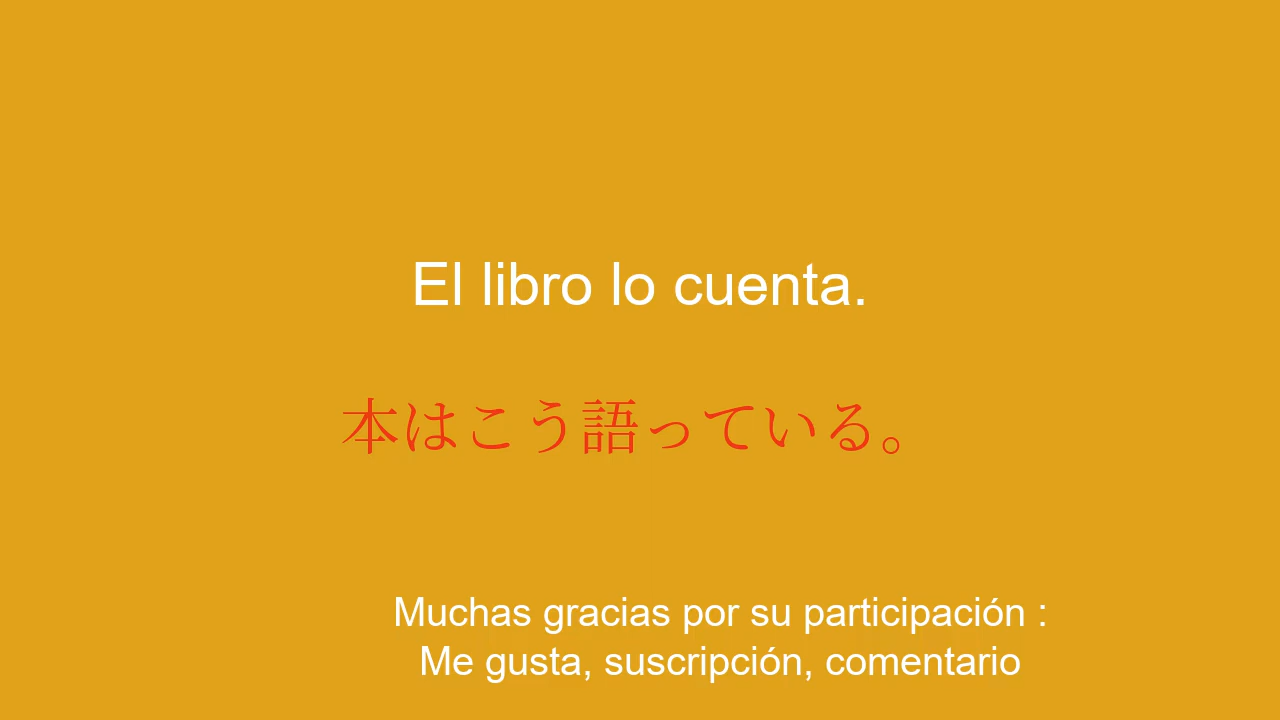 El libro lo cuenta.
本はこう語っている。
Muchas gracias por su participación :
Me gusta, suscripción, comentario